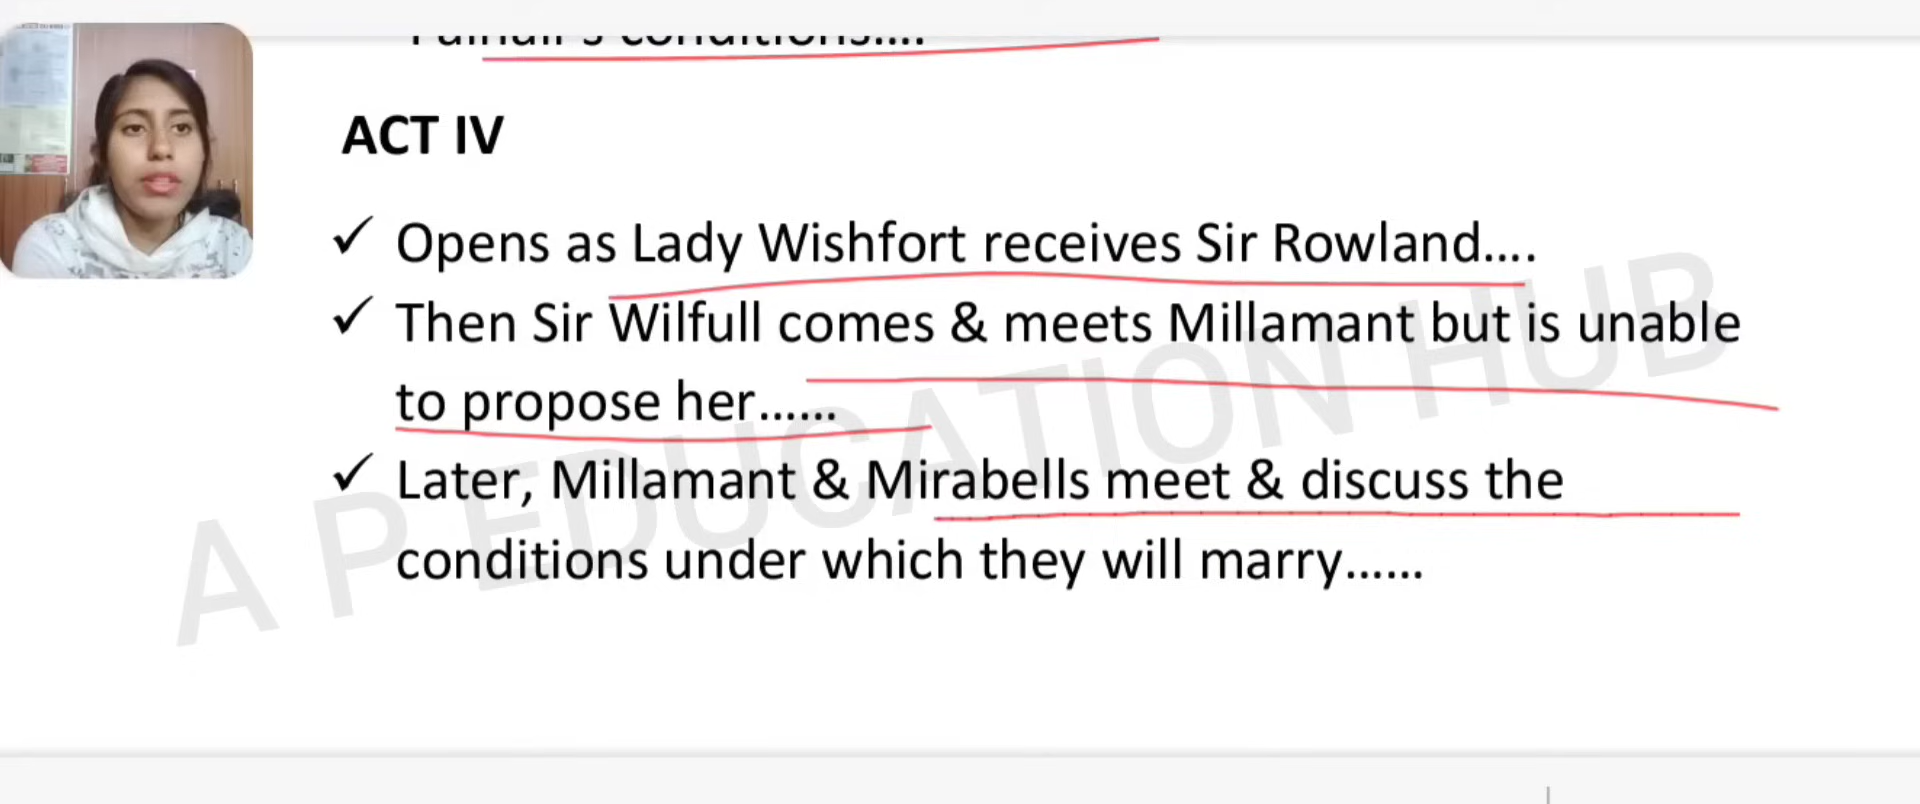 conditions....
ACT IV
✓ Opens as Lady Wishfort receives Sir Rowland....
✓ Then Sir Wilfull comes & meets Millamant but is unable
to propose her......
✓ Later, Millamant & Mirabells meet & discuss the
conditions under which they will marry......
A P EDUCATION HUB